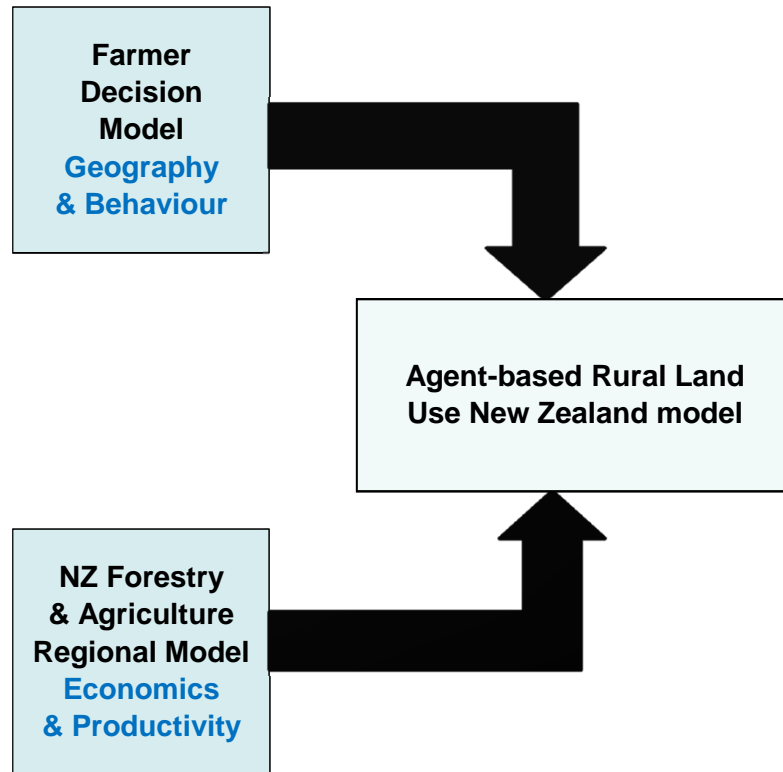 Farmer
Decision
Model
Geography
& Behaviour
Agent-based Rural Land
Use New Zealand model
NZ Forestry
& Agriculture
Regional Model
Economics
& Productivity